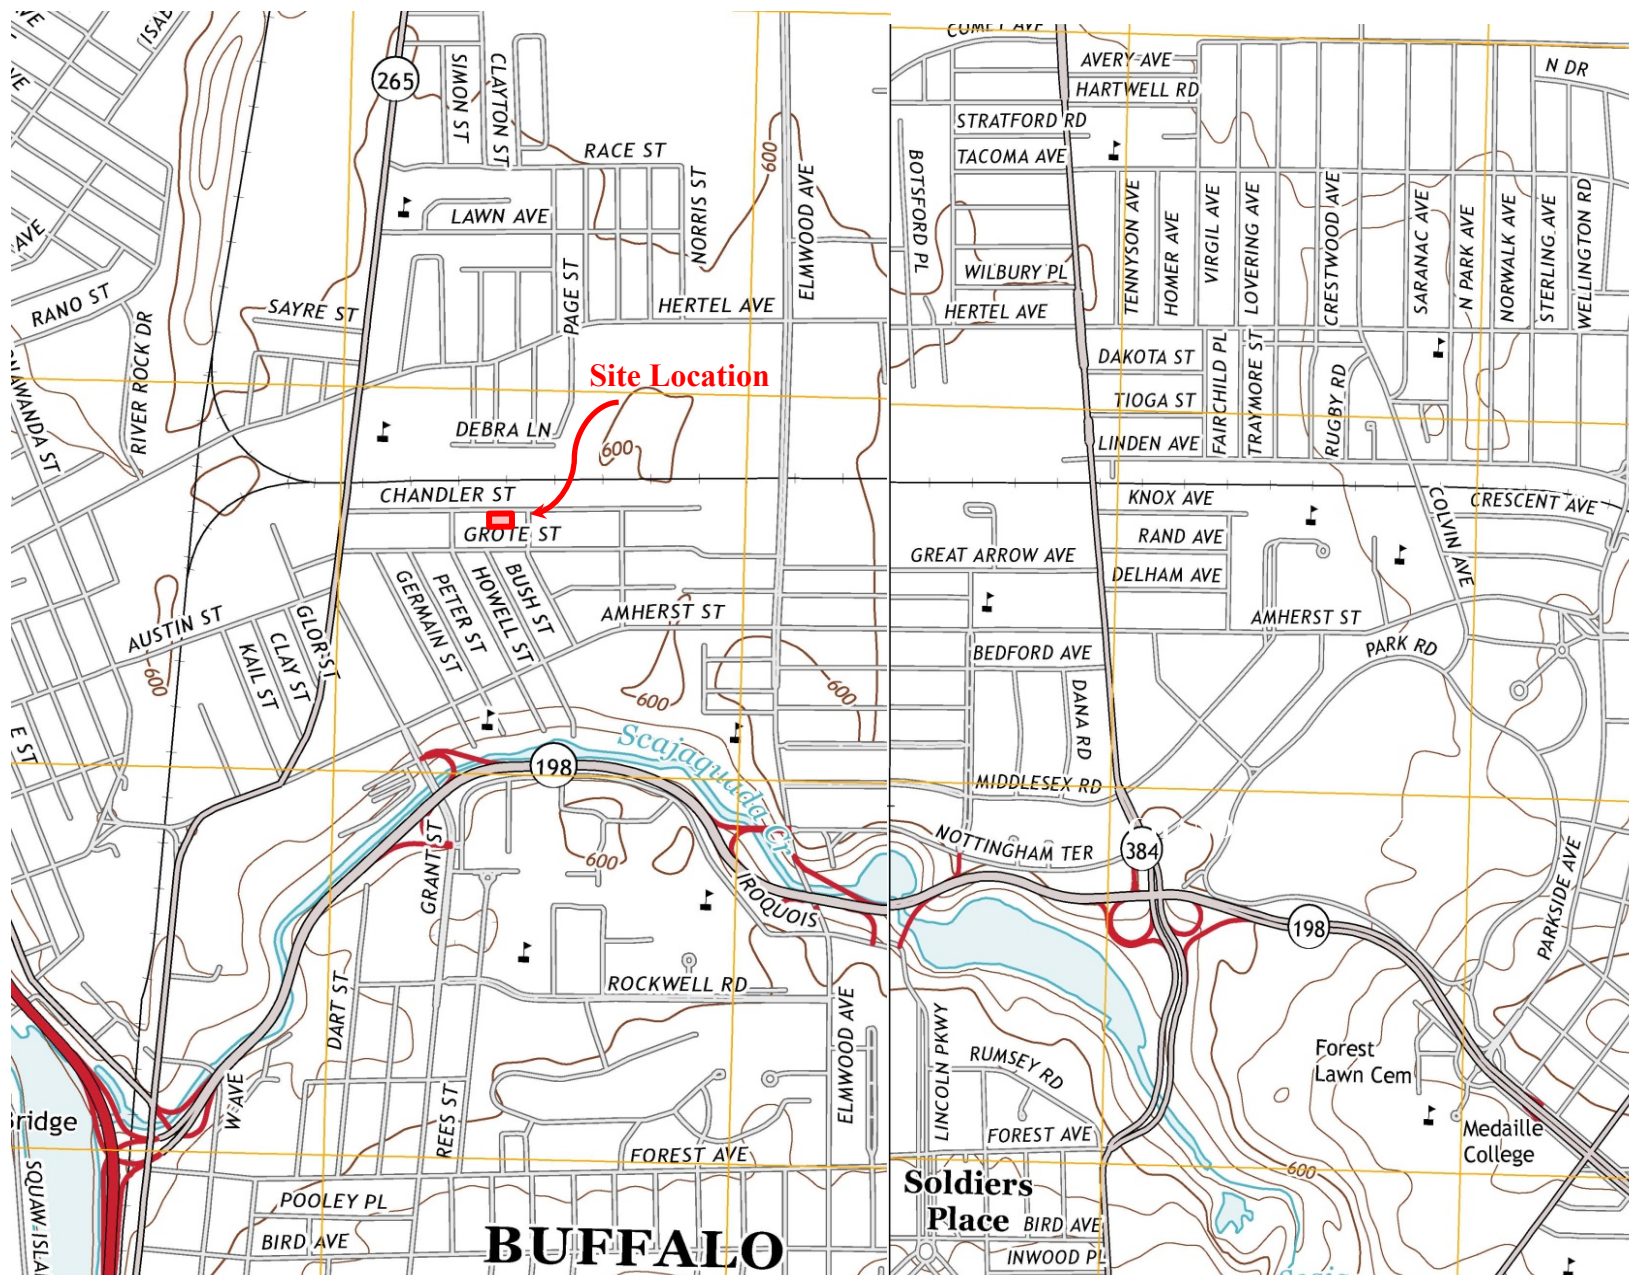 COMET AVE
AVERY AVE
N DR
265
SIMON ST
CLAYTON ST
HARTWELL RD
STRATFORD RD
RACE ST
TACOMA AVE
600
NORRIS ST
ELMWOOD AVE
BOTSFORD PL
TENNYSON AVE
HOMER AVE
VIRGIL AVE
LOVERING AVE
CRESTWOOD AVE
SARANAC AVE
N PARK AVE
NORWALK AVE
STERLING AVE
WELLINGTON RD
LAWN AVE
AVE
WILBURY PL
PAGE ST
RANO ST
SAYRE ST
HERTEL AVE
HERTEL AVE
RIVER ROCK DR
DAKOTA ST
FAIRCHILD PL
TRAYMORE ST
Site Location
RUGBY RD
TIOGA ST
DEBRA LN
600
LINDEN AVE
CHANDLER ST
KNOX AVE
COLVIN AVE
CRESCENT AVE
GROTE ST
RAND AVE
GREAT ARROW AVE
DELHAM AVE
GERMAIN ST
PETER ST
HOWELL ST
BUSH ST
AUSTIN ST
AMHERST ST
AMHERST ST
KAIL ST
CLAY ST
GLOR ST
600
BEDFORD AVE
PARK RD
600
600
DANA RD
E ST
Scajaquada Cr
198
MIDDLESEX RD
GRANT ST
600
NOTTINGHAM TER
384
IROQUOIS
198
PARKSIDE AVE
DART ST
ROCKWELL RD
ELMWOOD AVE
LINCOLN PKWY
RUMSEY RD
Forest
Lawn Cem
W AVE
REES ST
ridge
FOREST AVE
FOREST AVE
Medaille
College
600
SQUAW ISLA
POOLEY PL
Soldiers
Place
BIRD AVE
BIRD AVE
BUFFALO
INWOOD PL